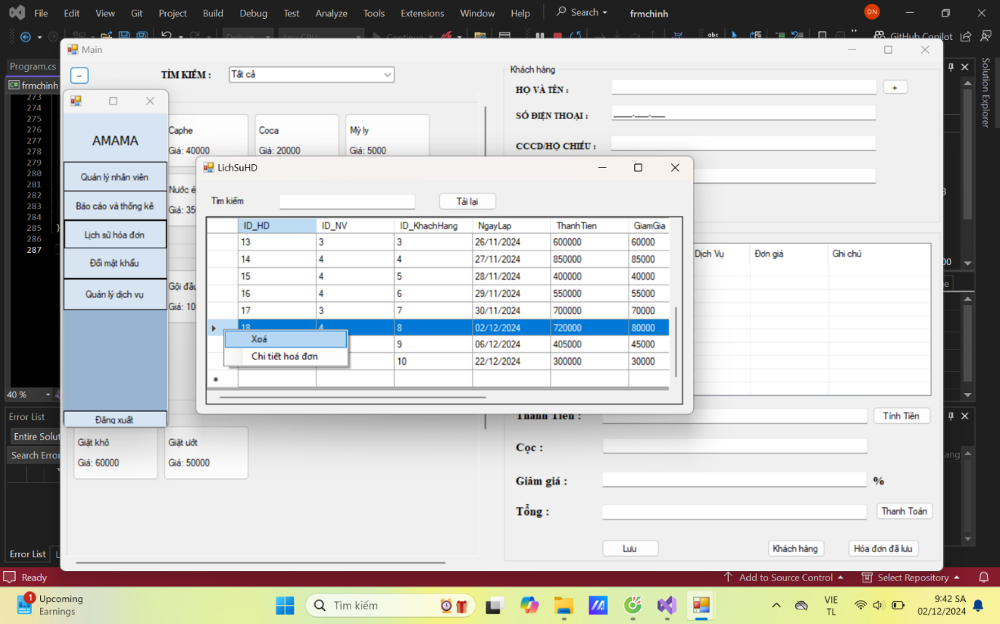 File Edit View Git Project Build Debug Test Analyze Tools Extensions Window Help Search frmchinh DN
Debug Any CPU Continue abc GitHub Copilot
Program.cs
frmchinh
273
274
275
276
277
278
279
280
281
282
283
284
285 }
286
287
40 %
Error List
Entire Solut
Search Error
Error List
Solution Explorer
Main
-- TÌM KIẾM : Tất cả
AMAMA
Quản lý nhân viên
Báo cáo và thống kê
Lịch sử hóa đơn
Đổi mật khẩu
Quản lý dịch vụ
Đăng xuất
Caphe
Giá: 40000
Coca
Giá: 20000
Mỳ ly
Giá: 5000
Nước é
Giá: 350
Gội đầu
Giá: 10
Giặt khô
Giá: 60000
Giặt ướt
Giá: 50000
Khách hàng
HỌ VÀ TÊN : +
SỐ ĐIỆN THOẠI : ____.___.___
CCCD/HỘ CHIẾU :
LichSuHD
Tìm kiếm Tải lại
ID_HD ID_NV ID_KhachHang NgayLap ThanhTien GiamGia
13 3 3 26/11/2024 600000 60000
14 4 4 27/11/2024 850000 85000
15 4 5 28/11/2024 400000 40000
16 4 6 29/11/2024 550000 55000
17 3 7 30/11/2024 700000 70000
18 4 8 02/12/2024 720000 80000
9 06/12/2024 405000 45000
10 22/12/2024 300000 30000
*
Xoá
Chi tiết hoá đơn
Dịch Vụ Đơn giá Ghi chú
Thành Tiền : Tính Tiền
Cọc :
Giảm giá : %
Tổng : Thanh Toán
Lưu Khách hàng Hóa đơn đã lưu
Ready Add to Source Control Select Repository
1 Upcoming
Earnings
Tìm kiếm
VIE
TL
9:42 SA
02/12/2024